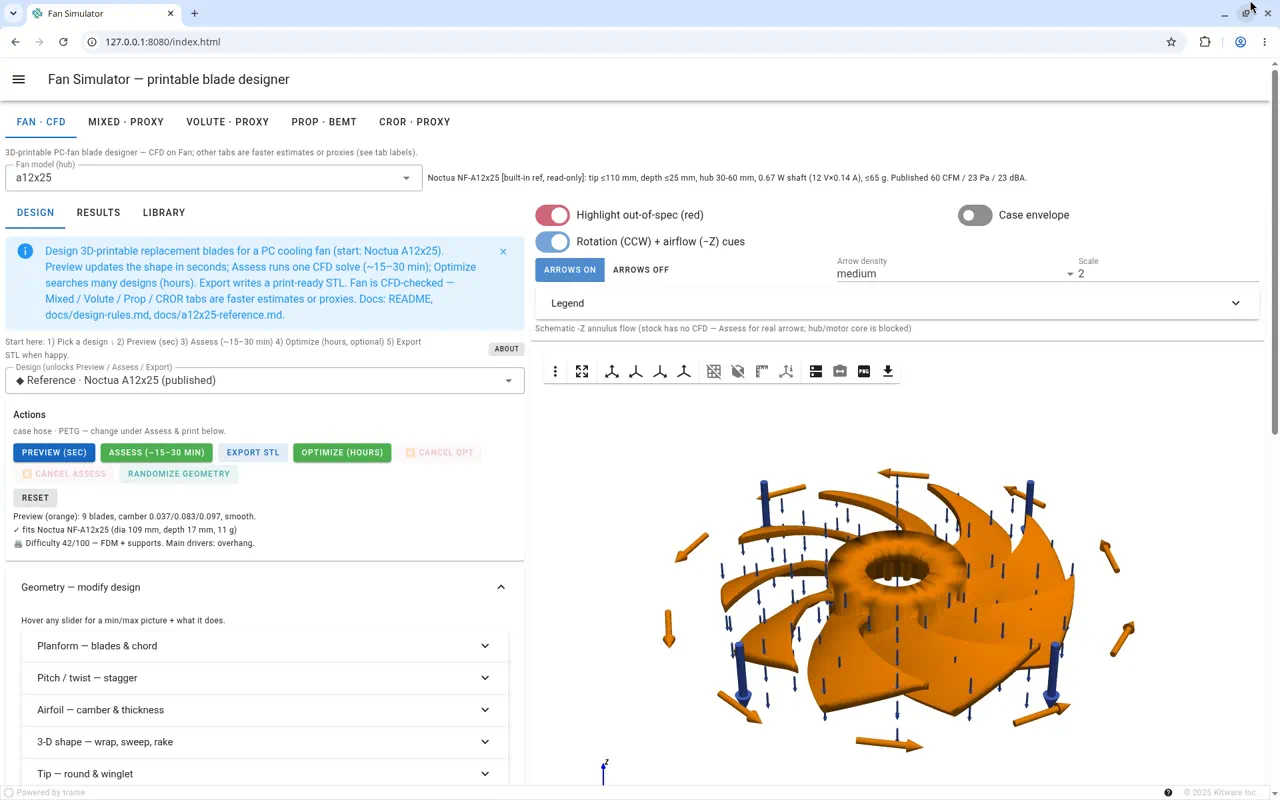 Fan Simulator
127.0.0.1:8080/index.html
Fan Simulator — printable blade designer
FAN · CFD
MIXED · PROXY
VOLUTE · PROXY
PROP · BEMT
CROR · PROXY
3D-printable PC-fan blade designer — CFD on Fan; other tabs are faster estimates or proxies (see tab labels).
Fan model (hub)
a12x25
Noctua NF-A12x25 [built-in ref, read-only]: tip ≤110 mm, depth ≤25 mm, hub 30-60 mm, 0.67 W shaft (12 V×0.14 A), ≤65 g. Published 60 CFM / 23 Pa / 23 dBA.
DESIGN
RESULTS
LIBRARY
Highlight out-of-spec (red)
Case envelope
Rotation (CCW) + airflow (−Z) cues
ARROWS ON
ARROWS OFF
Arrow density
medium
Scale
2
Legend
Schematic -Z annulus flow (stock has no CFD — Assess for real arrows; hub/motor core is blocked)
Design 3D-printable replacement blades for a PC cooling fan (start: Noctua A12x25).
Preview updates the shape in seconds; Assess runs one CFD solve (~15–30 min); Optimize
searches many designs (hours). Export writes a print-ready STL. Fan is CFD-checked —
Mixed / Volute / Prop / CROR tabs are faster estimates or proxies. Docs: README,
docs/design-rules.md, docs/a12x25-reference.md.
Start here: 1) Pick a design ↓ 2) Preview (sec) 3) Assess (~15–30 min) 4) Optimize (hours, optional) 5) Export
STL when happy.
ABOUT
Design (unlocks Preview / Assess / Export)
◆ Reference · Noctua A12x25 (published)
Actions
case hose · PETG — change under Assess & print below.
PREVIEW (SEC)
ASSESS (~15–30 MIN)
EXPORT STL
OPTIMIZE (HOURS)
CANCEL OPT
CANCEL ASSESS
RANDOMIZE GEOMETRY
RESET
Preview (orange): 9 blades, camber 0.037/0.083/0.097, smooth.
✓ fits Noctua NF-A12x25 (dia 109 mm, depth 17 mm, 11 g)
🖨️ Difficulty 42/100 — FDM + supports. Main drivers: overhang.
Geometry — modify design
Hover any slider for a min/max picture + what it does.
Planform — blades & chord
Pitch / twist — stagger
Airfoil — camber & thickness
3-D shape — wrap, sweep, rake
Tip — round & winglet
PNG
Z
Powered by trame
© 2025 Kitware Inc.